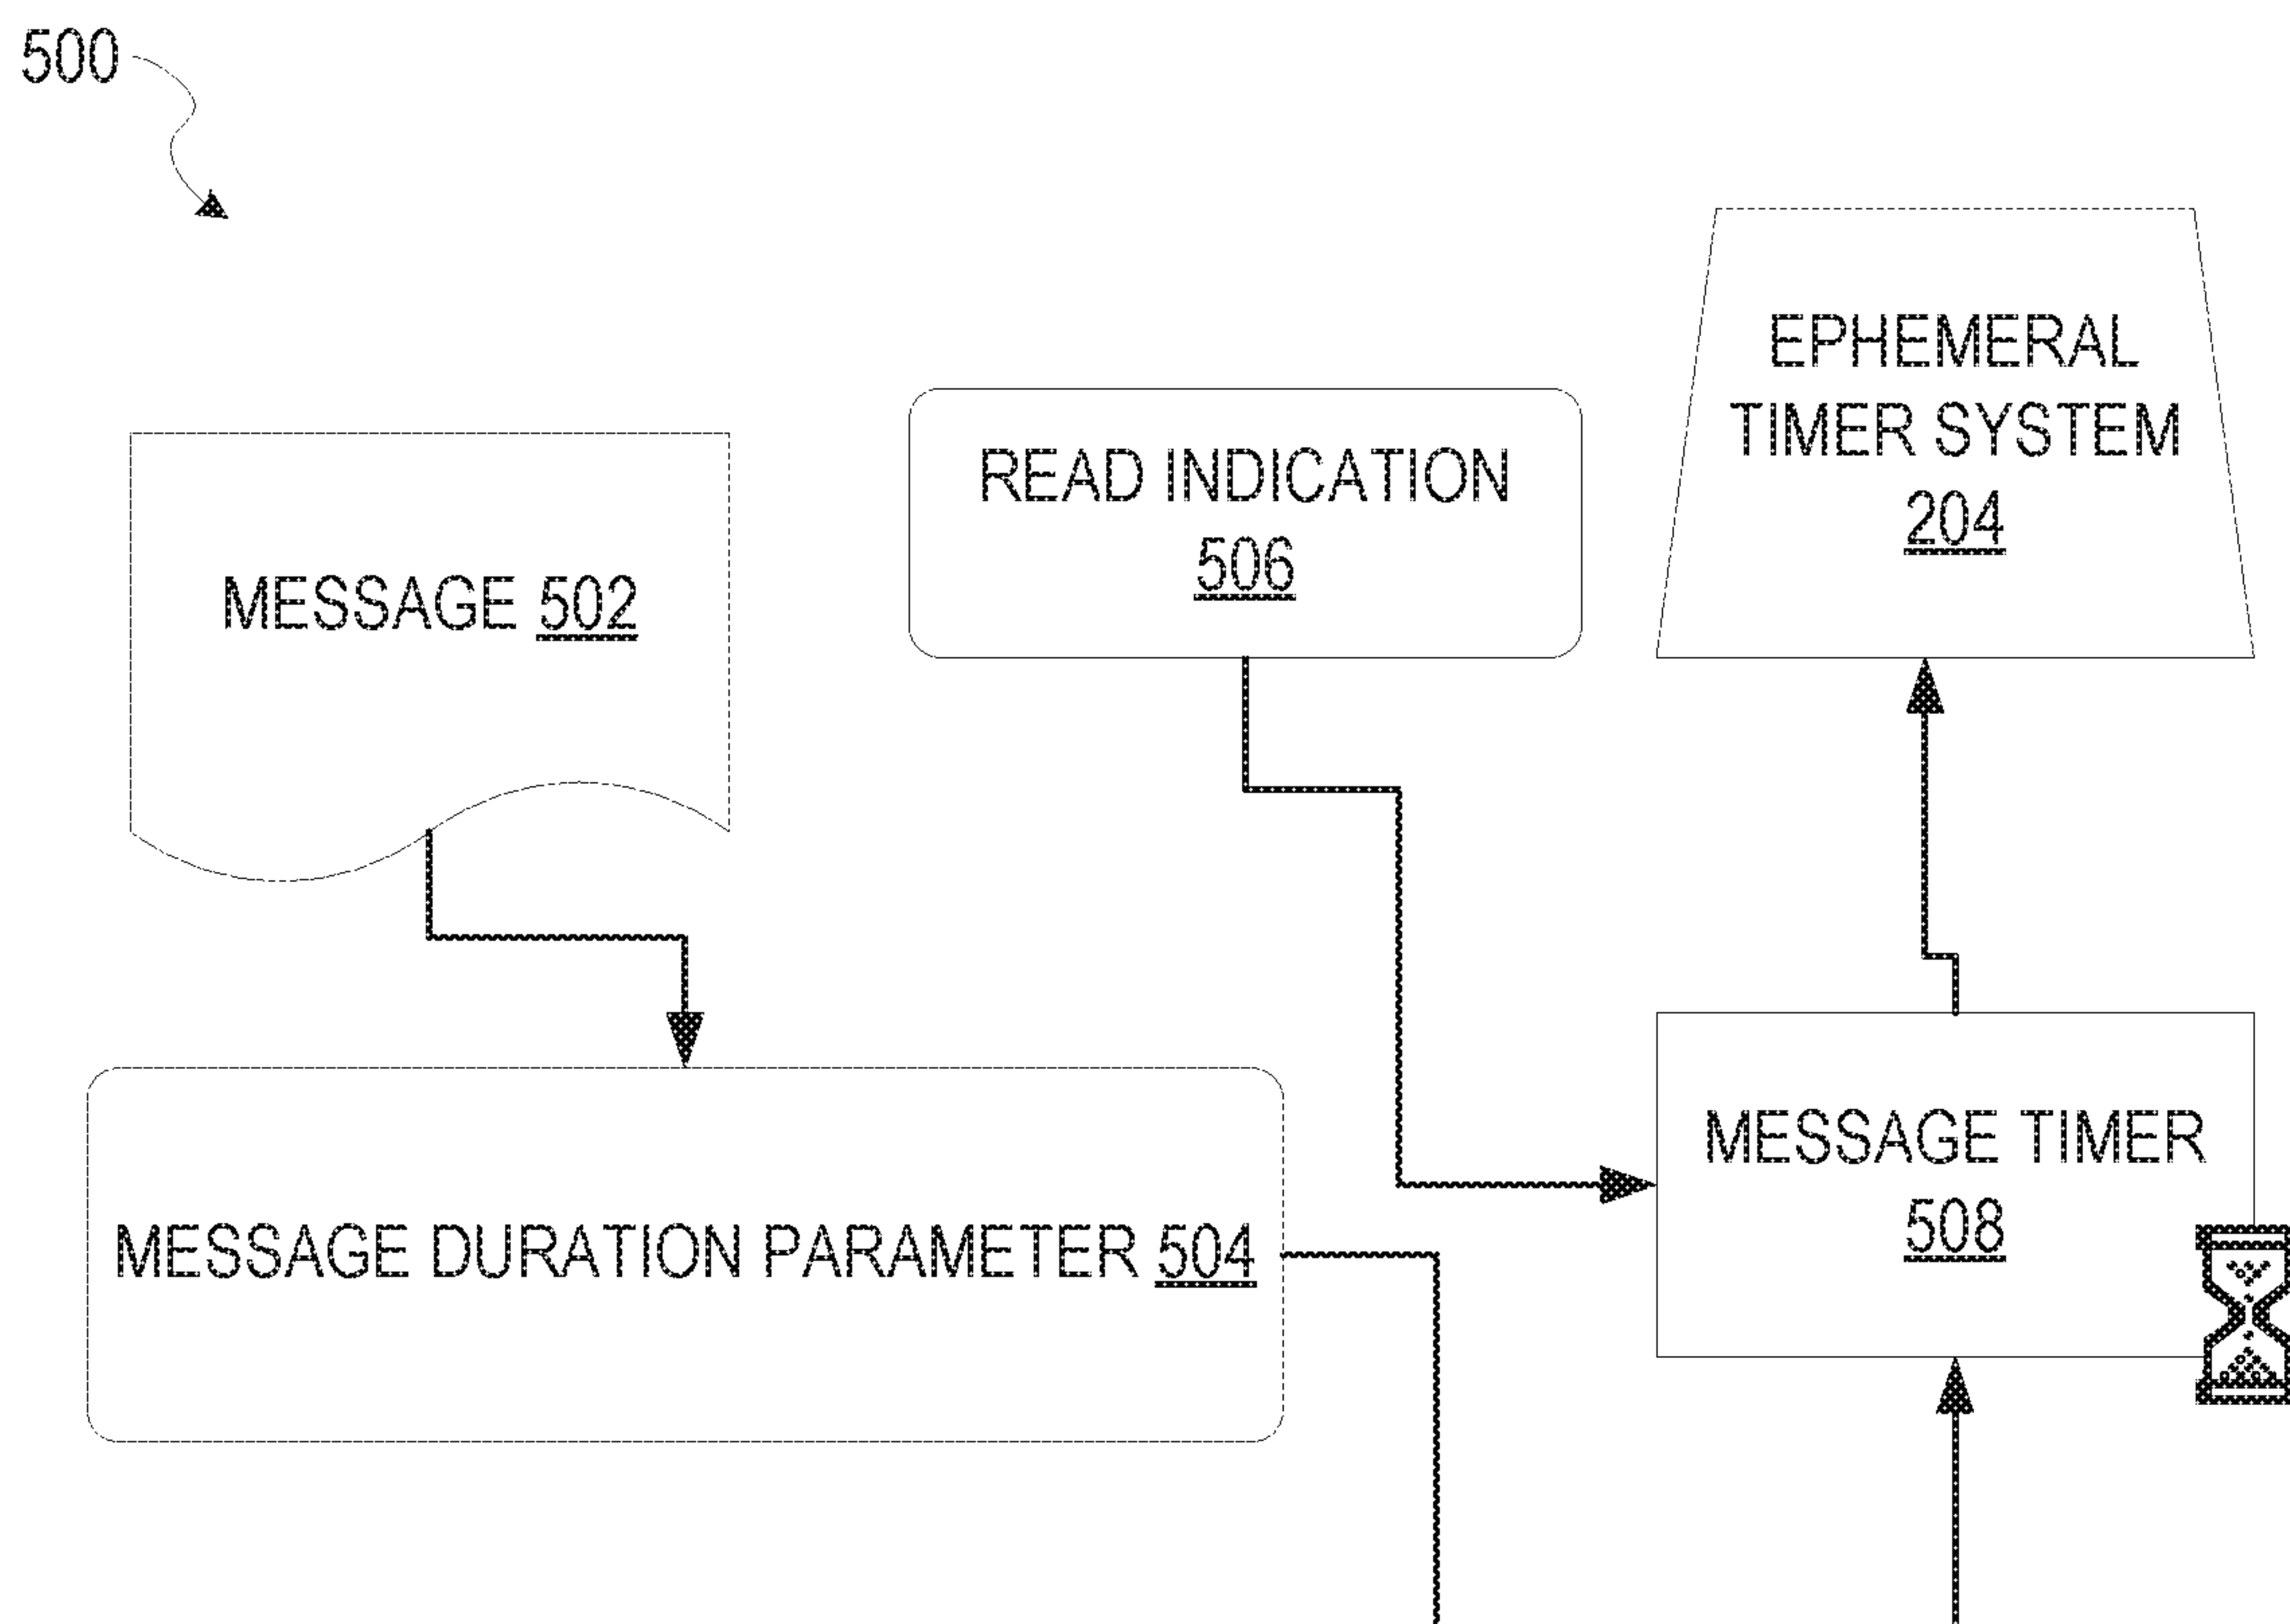 500
EPHEMERAL
TIMER SYSTEM
204
READ INDICATION
506
MESSAGE 502
MESSAGE TIMER
508
MESSAGE DURATION PARAMETER 504